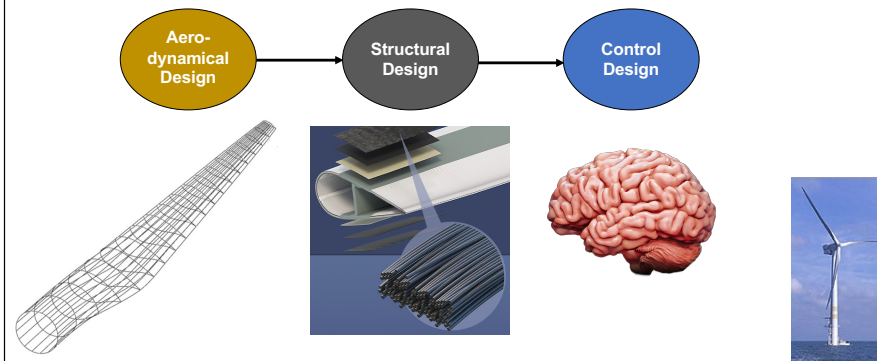 Aero-
dynamical
Design
Structural
Design
Control
Design